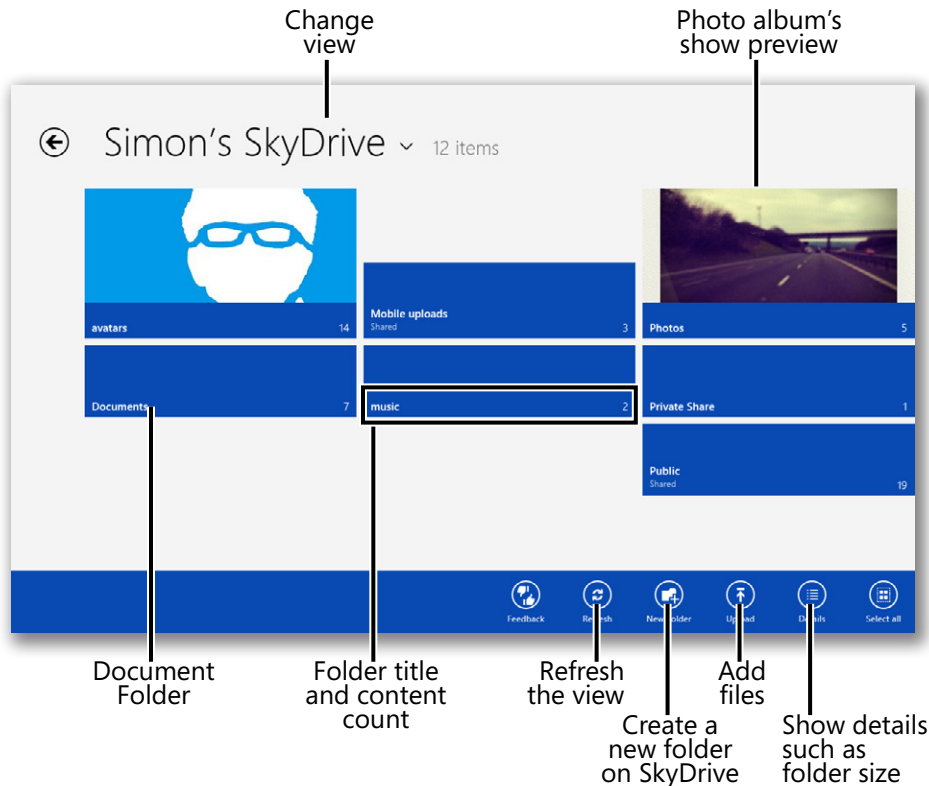 Change
view
Photo album's
show preview
Simon's SkyDrive 12 items
avatars 14
Mobile uploads
Shared 3
Photos 5
Documents 7
music 2
Private Share 1
Public
Shared 19
Feedback
Refresh
New folder
Upload
Details
Select all
Document
Folder
Folder title
and content
count
Refresh
the view
Add
files
Create a
new folder
on SkyDrive
Show details
such as
folder size